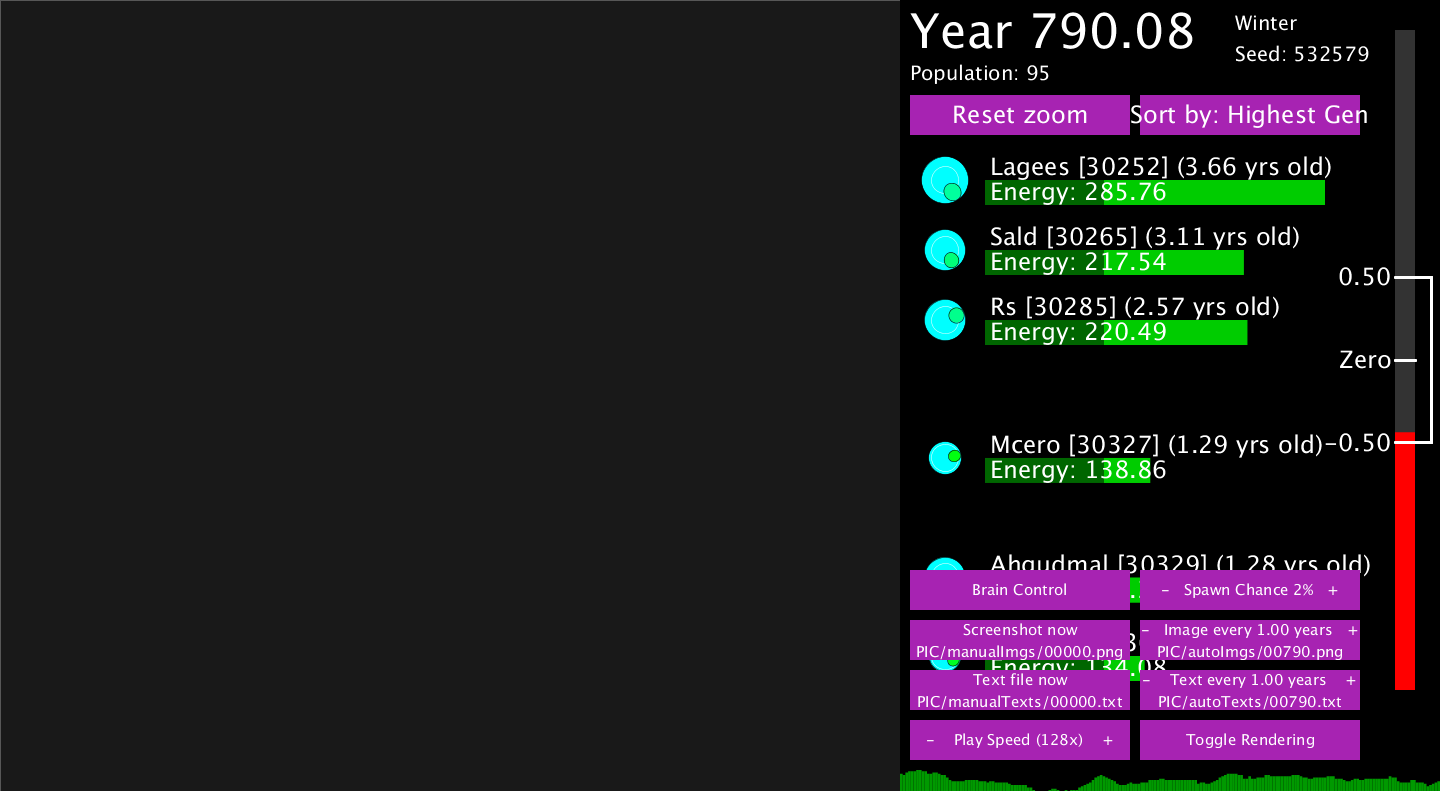 Year 790.08
Winter
Seed: 532579
Population: 95
Reset zoom
Sort by: Highest Gen
Lagees [30252] (3.66 yrs old)
Energy: 285.76
Sald [30265] (3.11 yrs old)
Energy: 217.54
0.50
Rs [30285] (2.57 yrs old)
Energy: 220.49
Zero
Mcero [30327] (1.29 yrs old)
-0.50
Energy: 138.86
Ahgudmal [30329] (1.28 yrs old)
Brain Control
- Spawn Chance 2% +
Screenshot now
PIC/manualImgs/00000.png
- Image every 1.00 years +
PIC/autoImgs/00790.png
Energy: 134.08
Text file now
PIC/manualTexts/00000.txt
- Text every 1.00 years +
PIC/autoTexts/00790.txt
- Play Speed (128x) +
Toggle Rendering